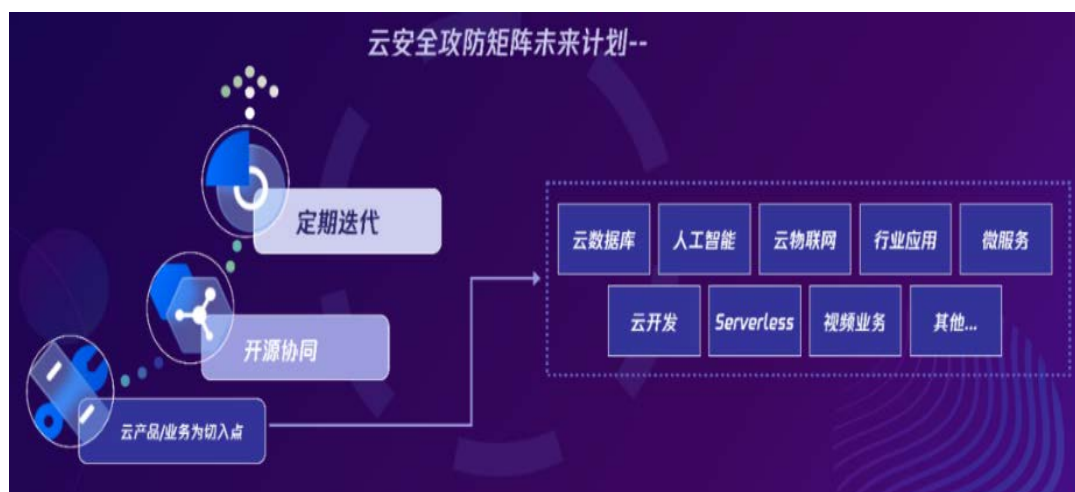 云安全攻防矩阵未来计划--
定期迭代
开源协同
云产品/业务为切入点
云数据库 人工智能 云物联网 行业应用 微服务
云开发 Serverless 视频业务 其他...